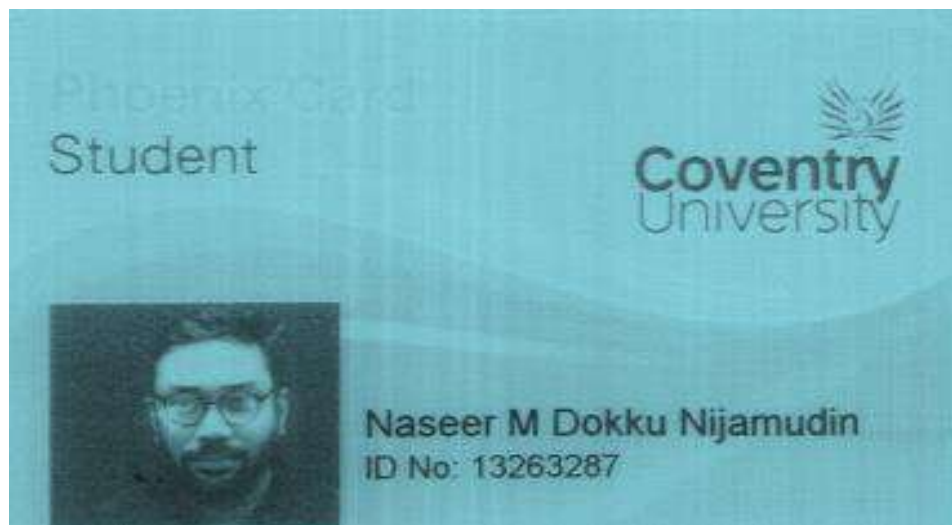 Phoenix Card
Student
Coventry
University
Naseer M Dokku Nijamudin
ID No: 13263287